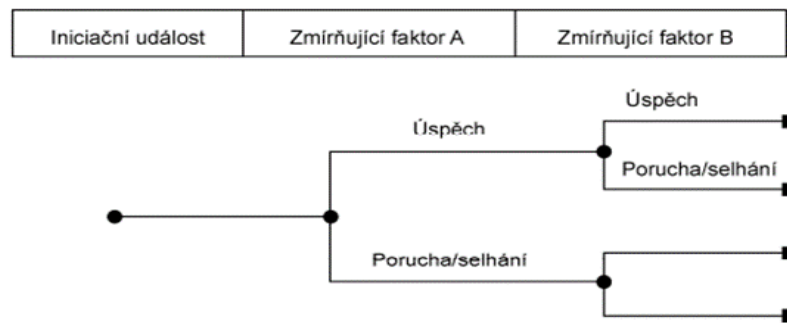 Iniciační událost
Zmírňující faktor A
Zmírňující faktor B
Úspěch
Úspěch
Porucha/selhání
Porucha/selhání